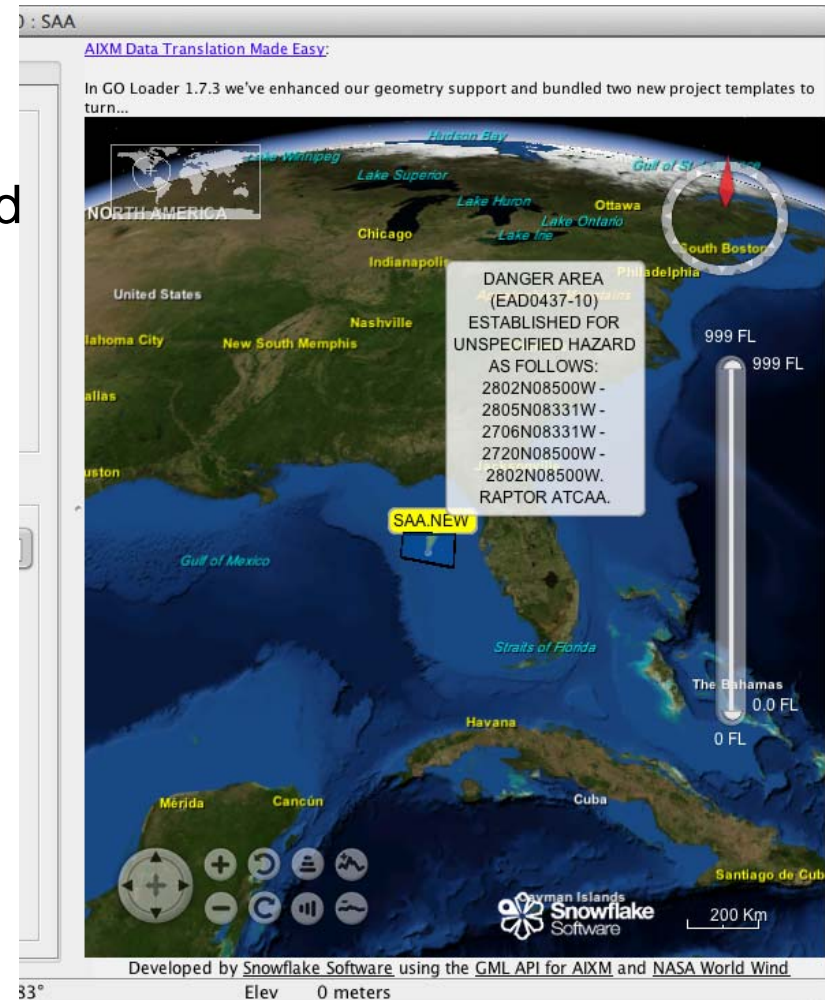 : SAA
AIXM Data Translation Made Easy:
In GO Loader 1.7.3 we've enhanced our geometry support and bundled two new project templates to
turn...
d
Hudson Bay
Lake Winnipeg
Lake Superior
Gulf of St
NORTH AMERICA
Lake Huron
Ottawa
Lake Ontario
Chicago
Lake Erie
South Boston
Indianapolis
Philadelphia
United States
DANGER AREA
(EAD0437-10)
ESTABLISHED FOR
UNSPECIFIED HAZARD
AS FOLLOWS:
2802N08500W -
2805N08331W -
2706N08331W -
2720N08500W -
2802N08500W.
RAPTOR ATCAA.
Nashville
lahoma City
New South Memphis
999 FL
999 FL
allas
uston
SAA.NEW
Gulf of Mexico
Straits of Florida
The Bahamas
0.0 FL
0 FL
Havana
Mérida
Cancún
Cuba
Santiago de Cub
Cayman Islands
Snowflake
Software
200 Km
Developed by Snowflake Software using the GML API for AIXM and NASA World Wind
83°
Elev
0 meters